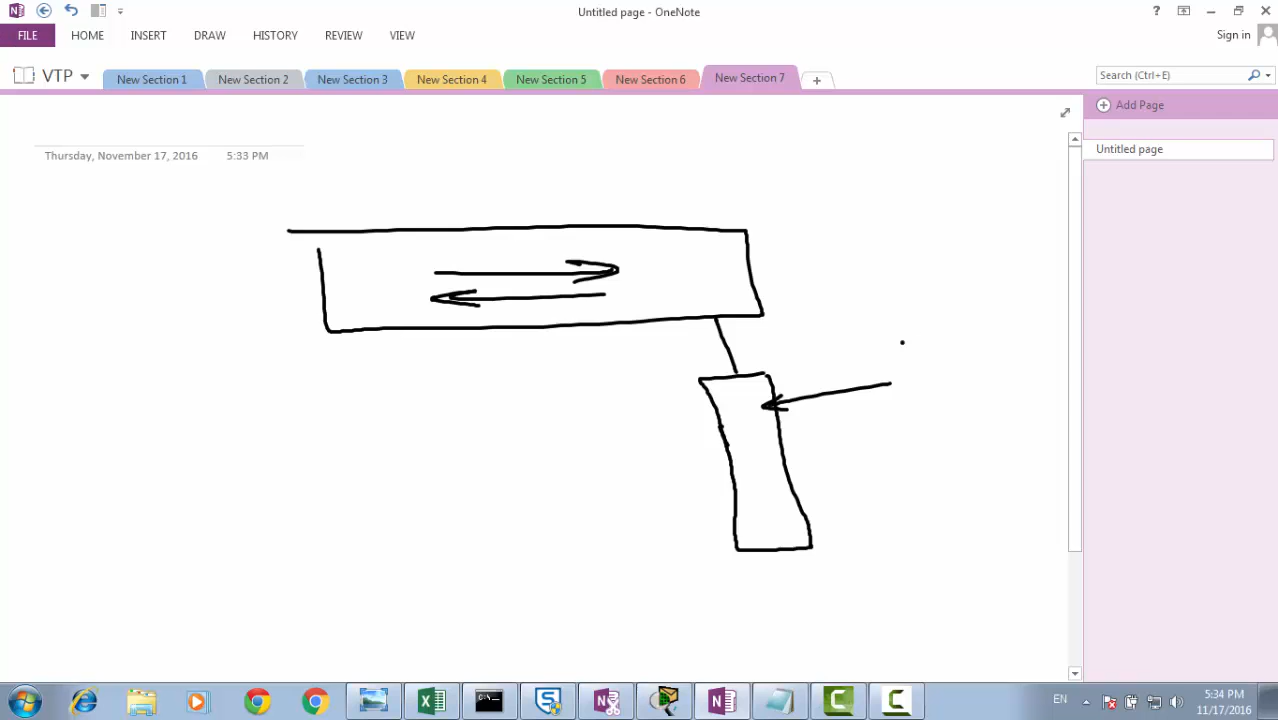 Untitled page - OneNote
?
FILE HOME INSERT DRAW HISTORY REVIEW VIEW
Sign in
VTP New Section 1 New Section 2 New Section 3 New Section 4 New Section 5 New Section 6 New Section 7 +
Search (Ctrl+E)
Add Page
Untitled page
Thursday, November 17, 2016 5:33 PM
EN
5:34 PM
11/17/2016